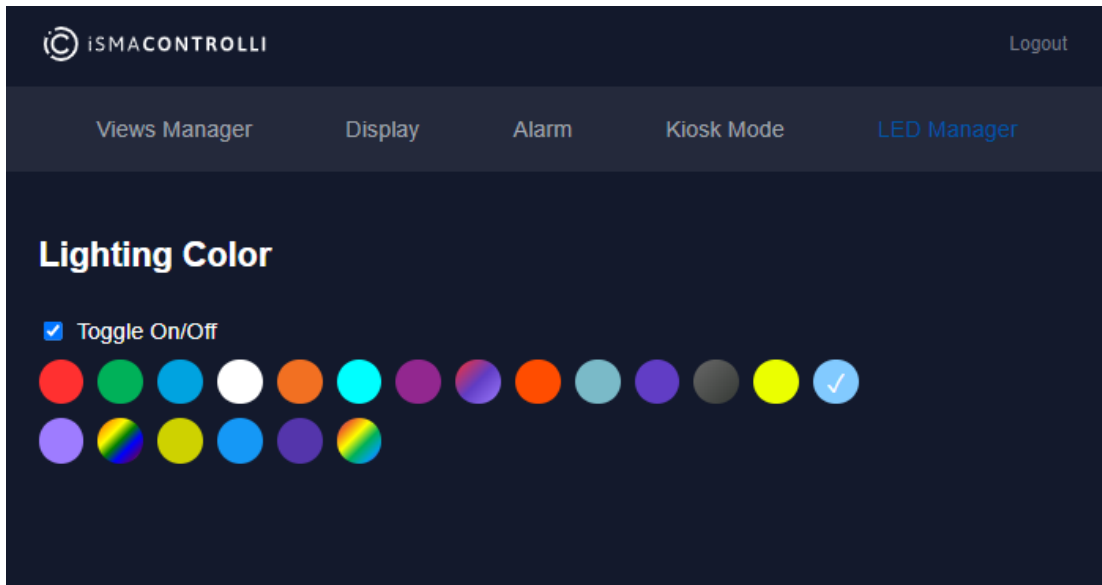 iSMACONTROLLI
Logout
Views Manager Display Alarm Kiosk Mode LED Manager
Lighting Color
Toggle On/Off